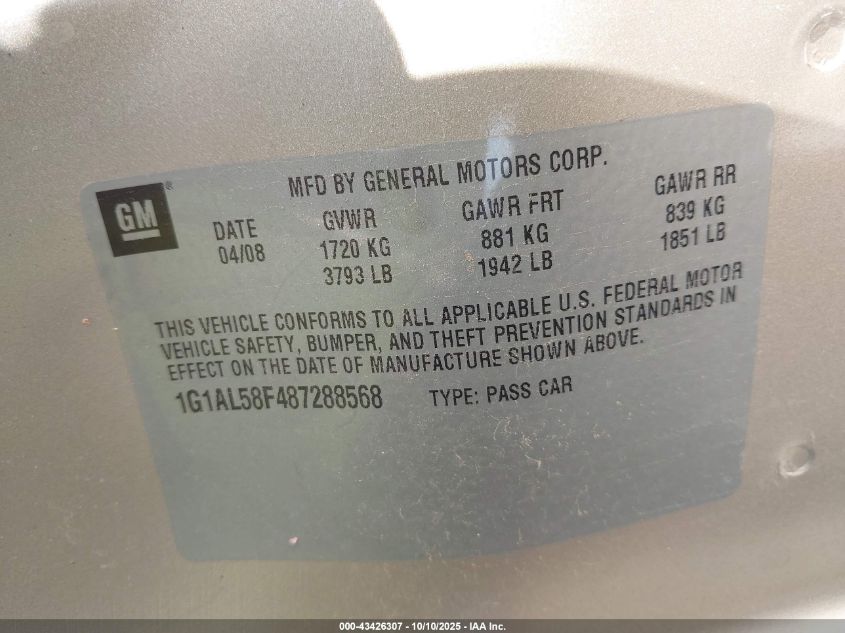 MFD BY GENERAL MOTORS CORP.
GM®
DATE GVWR GAWR FRT GAWR RR
04/08 1720 KG 881 KG 839 KG
3793 LB 1942 LB 1851 LB
THIS VEHICLE CONFORMS TO ALL APPLICABLE U.S. FEDERAL MOTOR
VEHICLE SAFETY, BUMPER, AND THEFT PREVENTION STANDARDS IN
EFFECT ON THE DATE OF MANUFACTURE SHOWN ABOVE.
1G1AL58F487288568 TYPE: PASS CAR
000-43426307 - 10/10/2025 - IAA Inc.